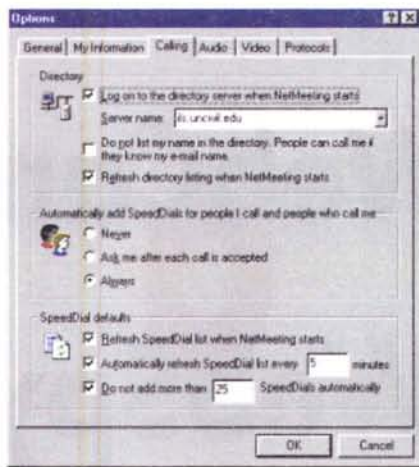 Options
General My Information Calling Audio Video Protocols
Directory
Log on to the directory server when NetMeeting starts
Server name: ils.uncivil.edu
Do not list my name in the directory. People can call me if
they know my e-mail name.
Refresh directory listing when NetMeeting starts
Automatically add SpeedDials for people I call and people who call me
Never
Ask me after each call is accepted
Always
SpeedDial defaults
Refresh SpeedDial list when NetMeeting starts
Automatically refresh SpeedDial list every 5 minutes
Do not add more than 25 SpeedDials automatically
OK Cancel